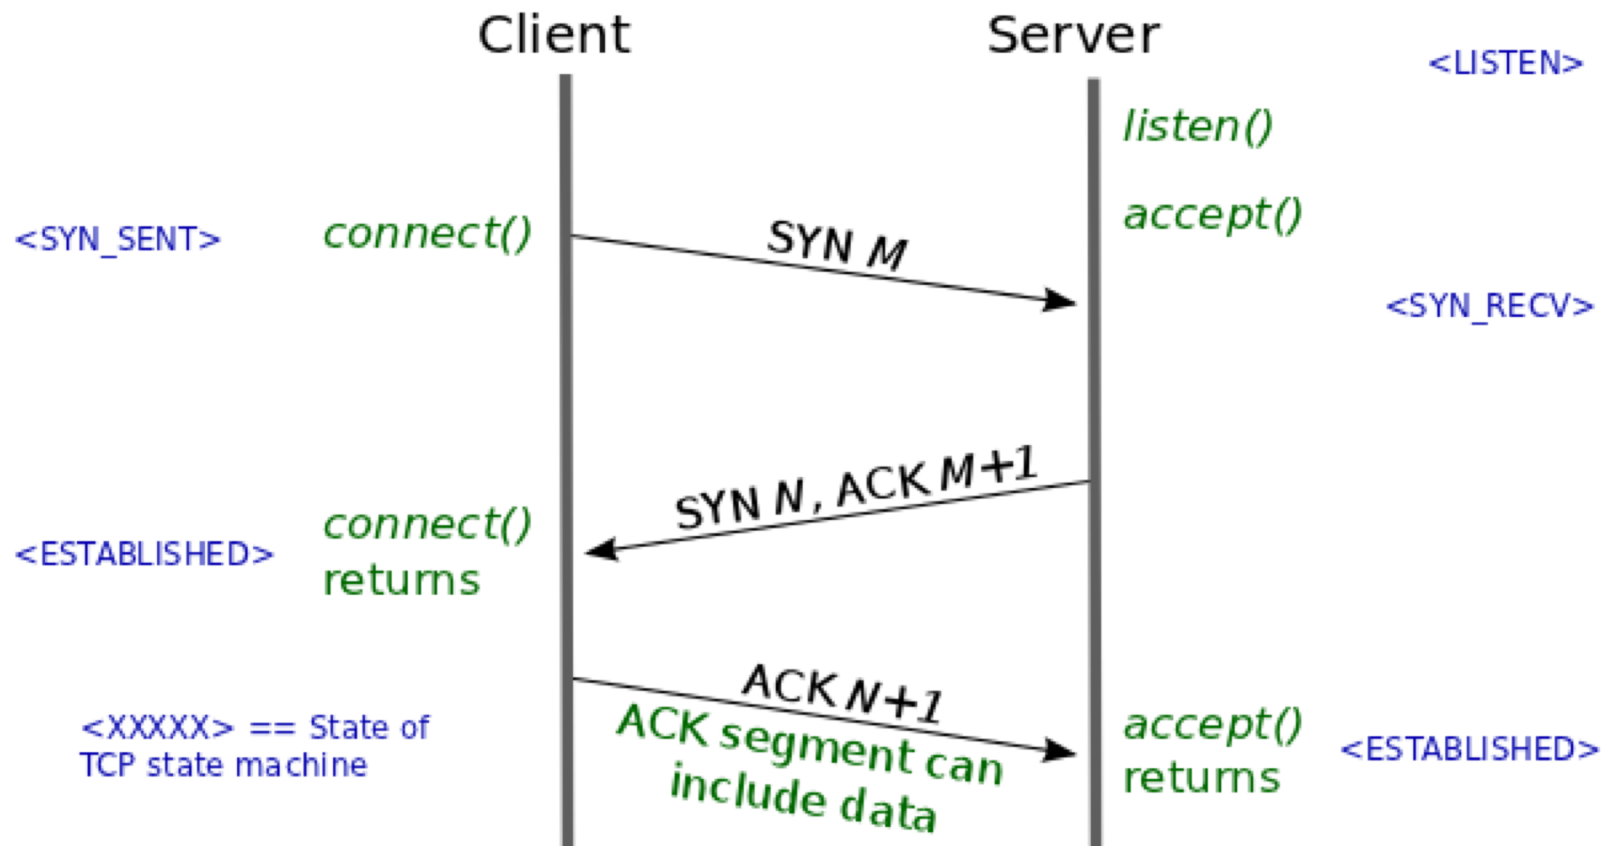 Client
Server
<LISTEN>
listen()
accept()
<SYN_SENT>
connect()
SYN M
<SYN_RECV>
SYN N, ACK M+1
connect()
returns
<ESTABLISHED>
ACK N+1
ACK segment can
include data
accept()
returns
<ESTABLISHED>
<XXXXX> == State of
TCP state machine